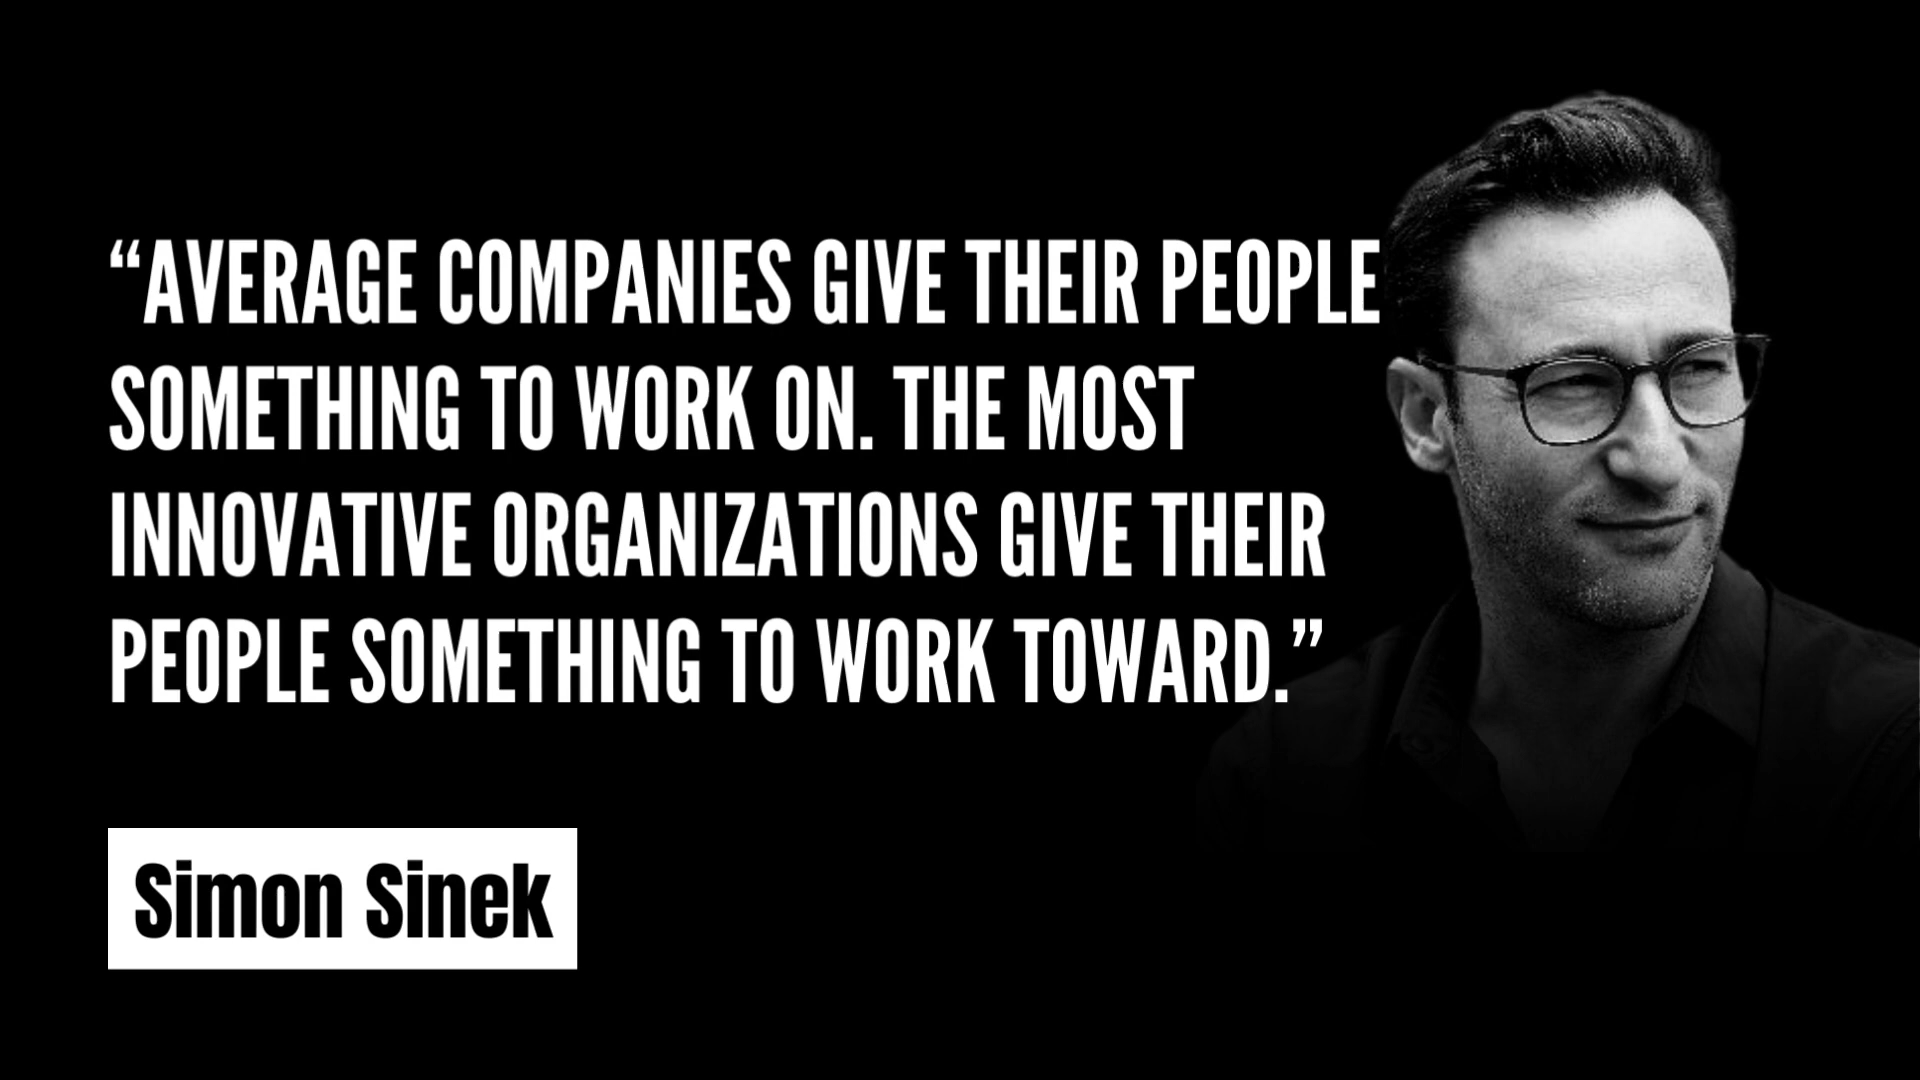 “AVERAGE COMPANIES GIVE THEIR PEOPLE
SOMETHING TO WORK ON. THE MOST
INNOVATIVE ORGANIZATIONS GIVE THEIR
PEOPLE SOMETHING TO WORK TOWARD.”
Simon Sinek